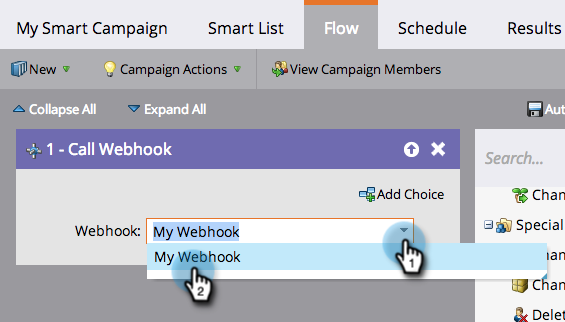 My Smart Campaign Smart List Flow Schedule Results
New Campaign Actions View Campaign Members
Collapse All Expand All Aut
1 - Call Webhook
Search...
Add Choice
Chan
Webhook: My Webhook
Special
My Webhook
hang
1
2
Chan
Delet